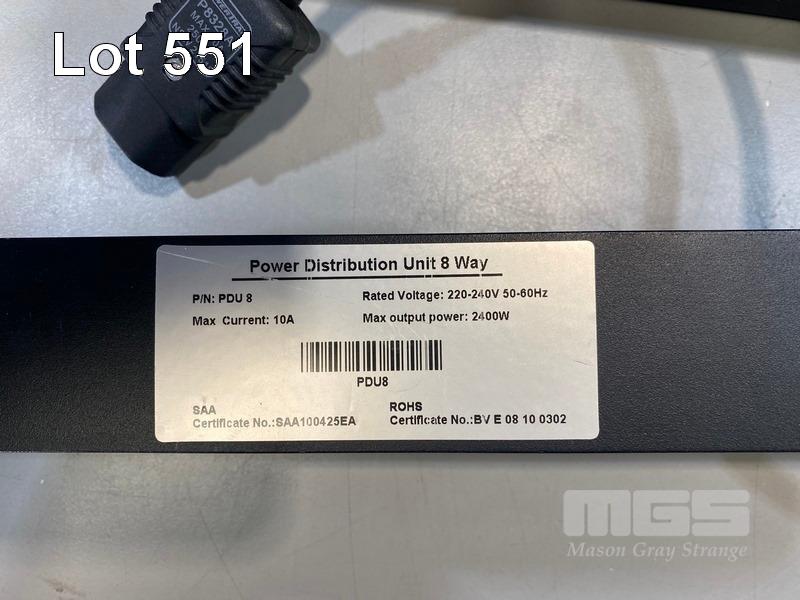 Lot 551
P8328A
MAX
Power Distribution Unit 8 Way
P/N: PDU 8
Rated Voltage: 220-240V 50-60Hz
Max Current: 10A
Max output power: 2400W
PDU8
SAA
Certificate No.:SAA100425EA
ROHS
Certificate No.:BV E 08 10 0302
MGS
Mason Gray Strange